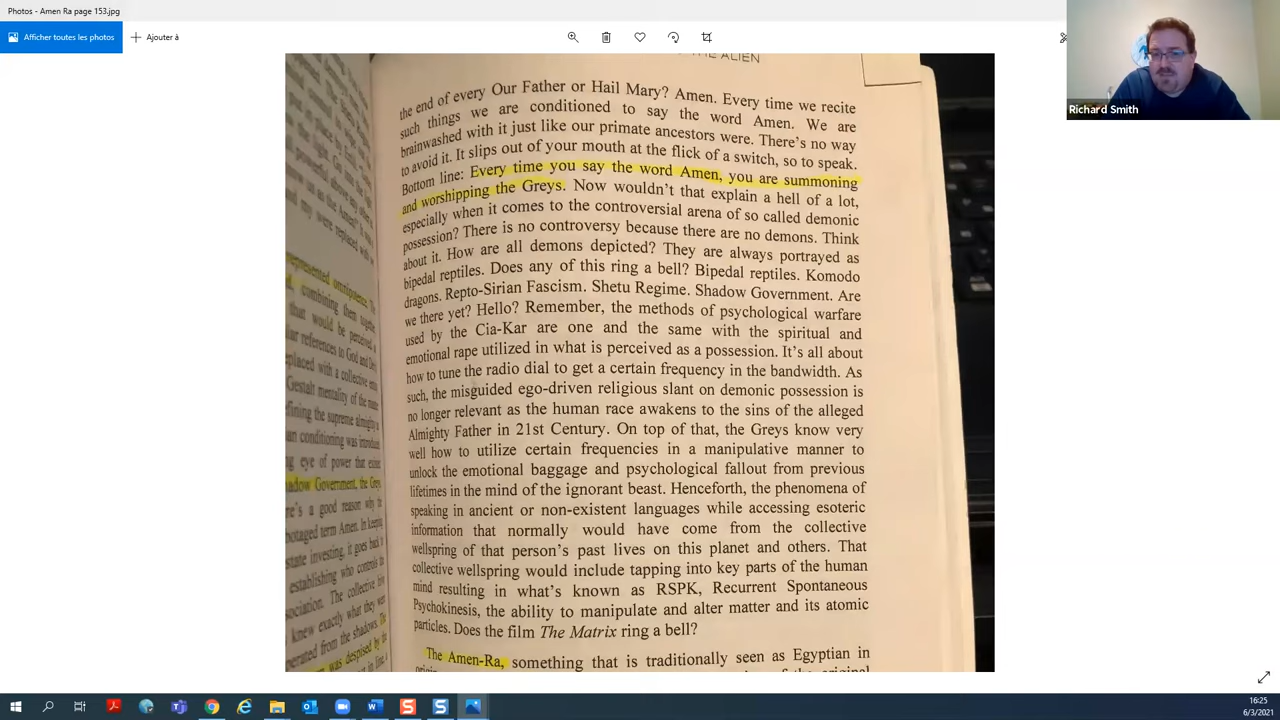 Photos - Amen Ra page 153.jpg
Afficher toutes les photos
Ajouter à
Richard Smith
THE ALIEN
the end of every Our Father or Hail Mary? Amen. Every time we recite
such things we are conditioned to say the word Amen. We are
brainwashed with it just like our primate ancestors were. There's no way
to avoid it. It slips out of your mouth at the flick of a switch, so to speak.
Bottom line: Every time you say the word Amen, you are summoning
and worshipping the Greys. Now wouldn't that explain a hell of a lot,
especially when it comes to the controversial arena of so called demonic
possession? There is no controversy because there are no demons. Think
about it. How are all demons depicted? They are always portrayed as
bipedal reptiles. Does any of this ring a bell? Bipedal reptiles. Komodo
dragons. Repto-Sirian Fascism. Shetu Regime. Shadow Government. Are
we there yet? Hello? Remember, the methods of psychological warfare
used by the Cia-Kar are one and the same with the spiritual and
emotional rape utilized in what is perceived as a possession. It's all about
how to tune the radio dial to get a certain frequency in the bandwidth. As
such, the misguided ego-driven religious slant on demonic possession is
no longer relevant as the human race awakens to the sins of the alleged
Almighty Father in 21st Century. On top of that, the Greys know very
well how to utilize certain frequencies in a manipulative manner to
unlock the emotional baggage and psychological fallout from previous
lifetimes in the mind of the ignorant beast. Henceforth, the phenomena of
speaking in ancient or non-existent languages while accessing esoteric
information that normally would have come from the collective
wellspring of that person's past lives on this planet and others. That
collective wellspring would include tapping into key parts of the human
mind resulting in what's known as RSPK, Recurrent Spontaneous
Psychokinesis, the ability to manipulate and alter matter and its atomic
particles. Does the film The Matrix ring a bell?
The Amen-Ra, something that is traditionally seen as Egyptian in
16:25
6/3/2021